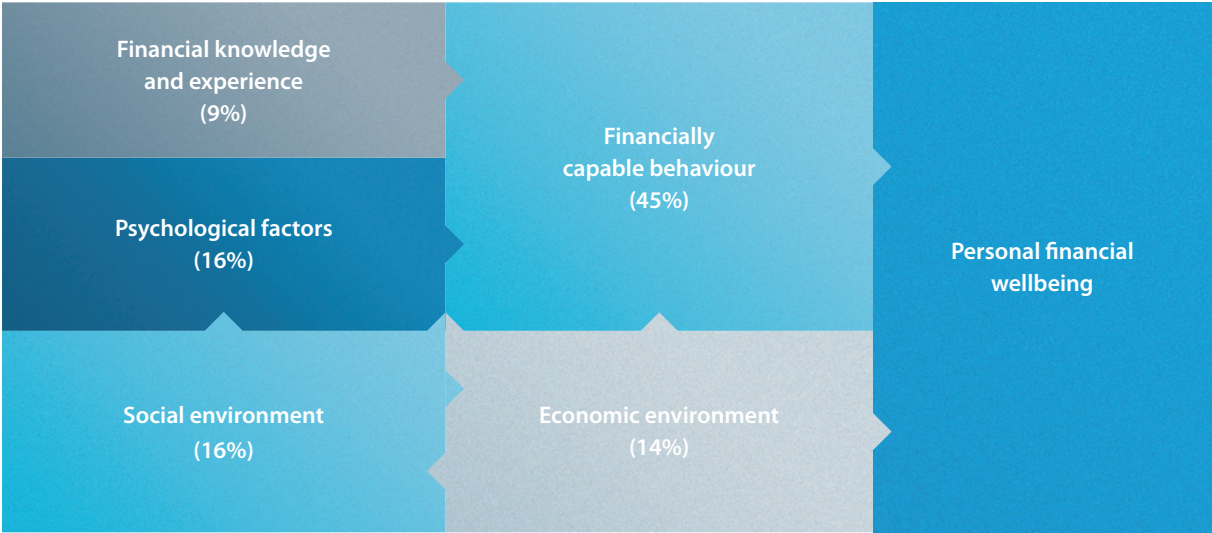 Financial knowledge
and experience
(9%)
Psychological factors
(16%)
Social environment
(16%)
Financially
capable behaviour
(45%)
Economic environment
(14%)
Personal financial
wellbeing